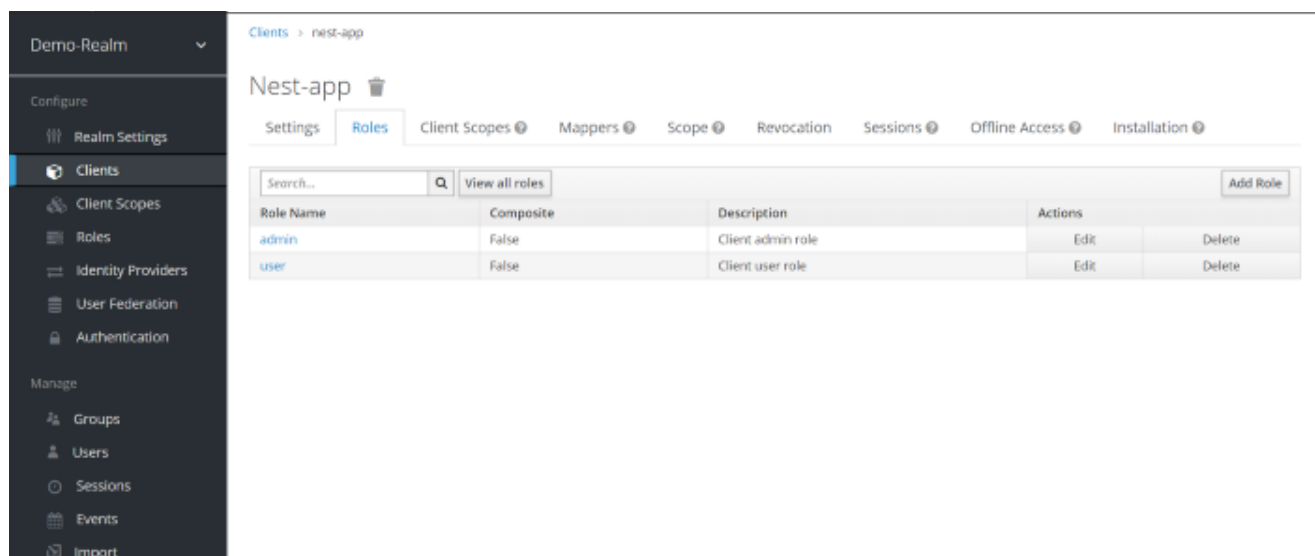 Demo-Realm
Configure
Realm Settings
Clients
Client Scopes
Roles
Identity Providers
User Federation
Authentication
Manage
Groups
Users
Sessions
Events
Import
Clients > nest-app
Nest-app
Settings Roles Client Scopes Mappers Scope Revocation Sessions Offline Access Installation
Search... View all roles Add Role
Role Name Composite Description Actions
admin False Client admin role Edit Delete
user False Client user role Edit Delete